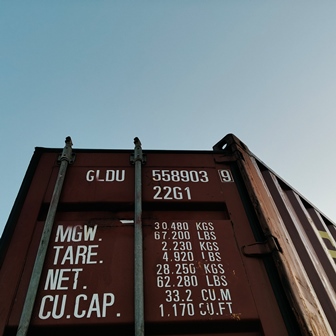 GLDU 558903 9
22G1
MGW. 30.480 KGS
67.200 LBS
TARE. 2.230 KGS
4.920 LBS
NET. 28.250 KGS
62.280 LBS
CU.CAP. 33.2 CU.M
1.170 CU.FT.